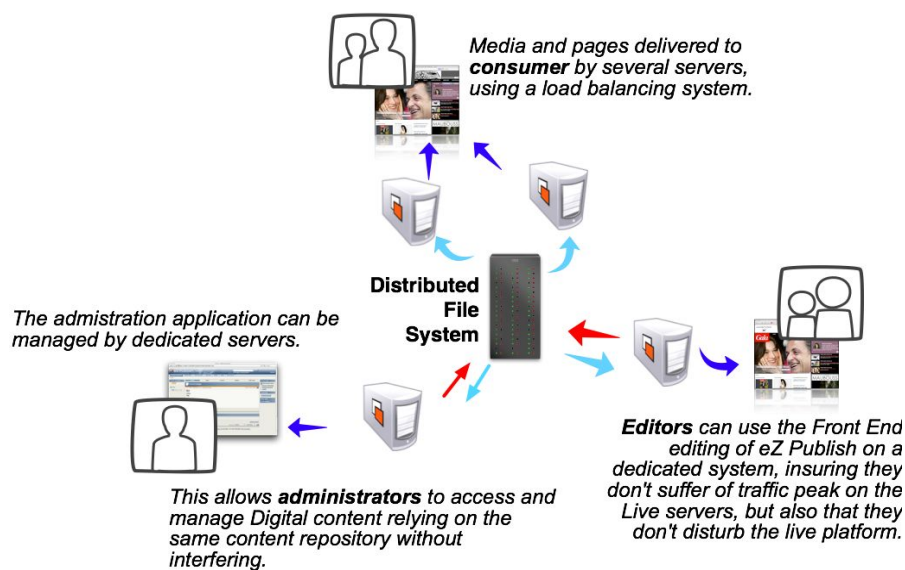 Media and pages delivered to
consumer by several servers,
using a load balancing system.
Distributed
File
System
The admistration application can be
managed by dedicated servers.
Gala
This allows administrators to access and
manage Digital content relying on the
same content repository without
interfering.
Editors can use the Front End
editing of eZ Publish on a
dedicated system, insuring they
don't suffer of traffic peak on the
Live servers, but also that they
don't disturb the live platform.